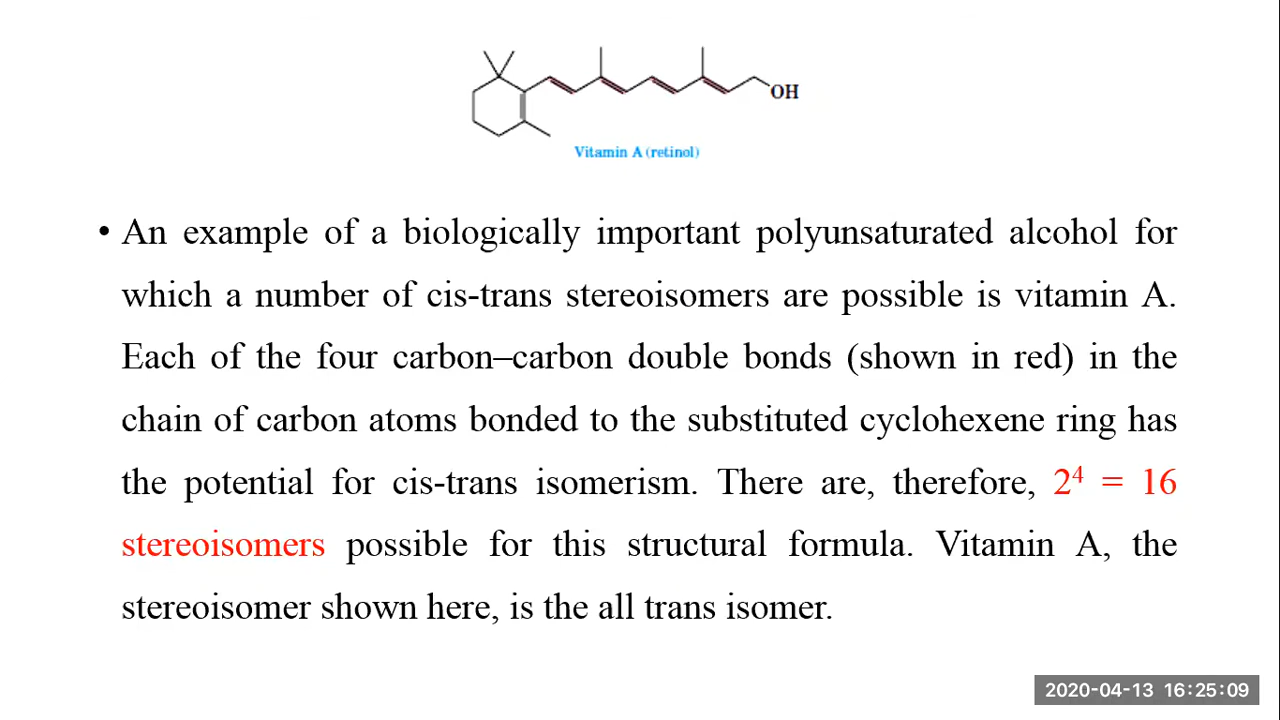 OH
Vitamin A (retinol)
• An example of a biologically important polyunsaturated alcohol for
which a number of cis-trans stereoisomers are possible is vitamin A.
Each of the four carbon–carbon double bonds (shown in red) in the
chain of carbon atoms bonded to the substituted cyclohexene ring has
the potential for cis-trans isomerism. There are, therefore, 2⁴ = 16
stereoisomers possible for this structural formula. Vitamin A, the
stereoisomer shown here, is the all trans isomer.
2020-04-13 16:25:09